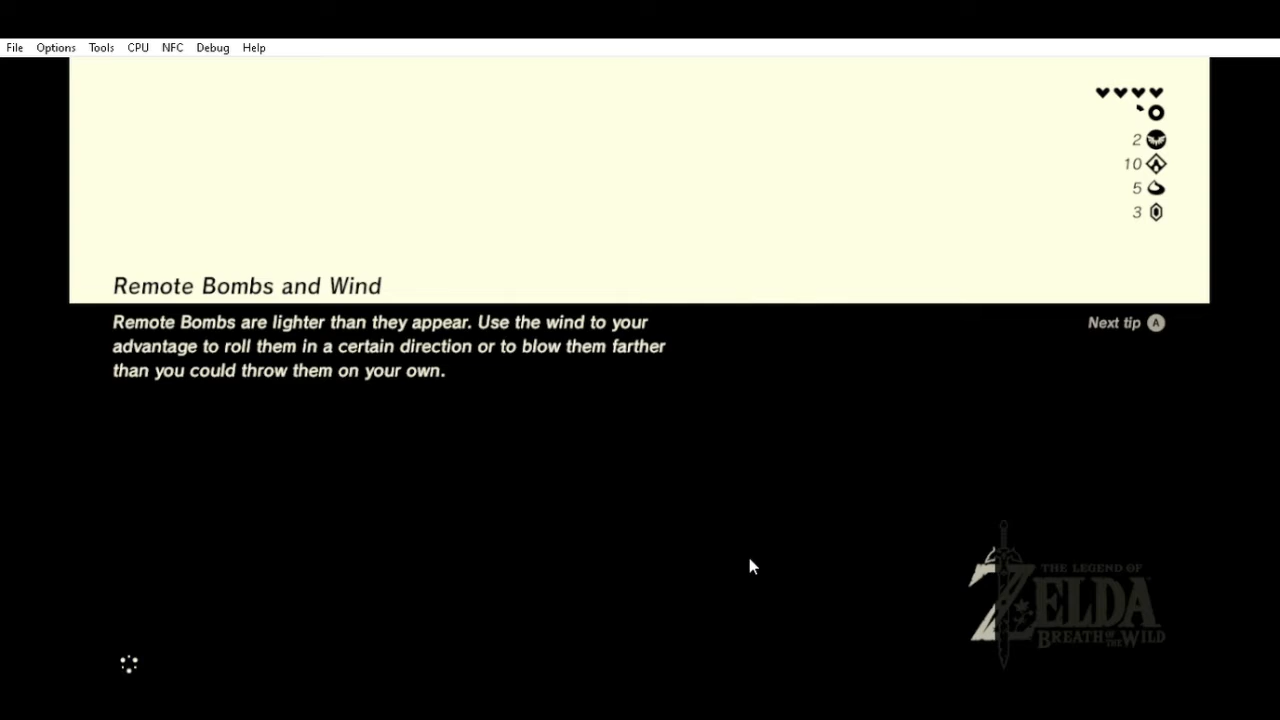 File Options Tools CPU NFC Debug Help
2
10
5
3
Remote Bombs and Wind
Remote Bombs are lighter than they appear. Use the wind to your
advantage to roll them in a certain direction or to blow them farther
than you could throw them on your own.
Next tip A
THE LEGEND OF
ZELDA
BREATH OF THE WILD